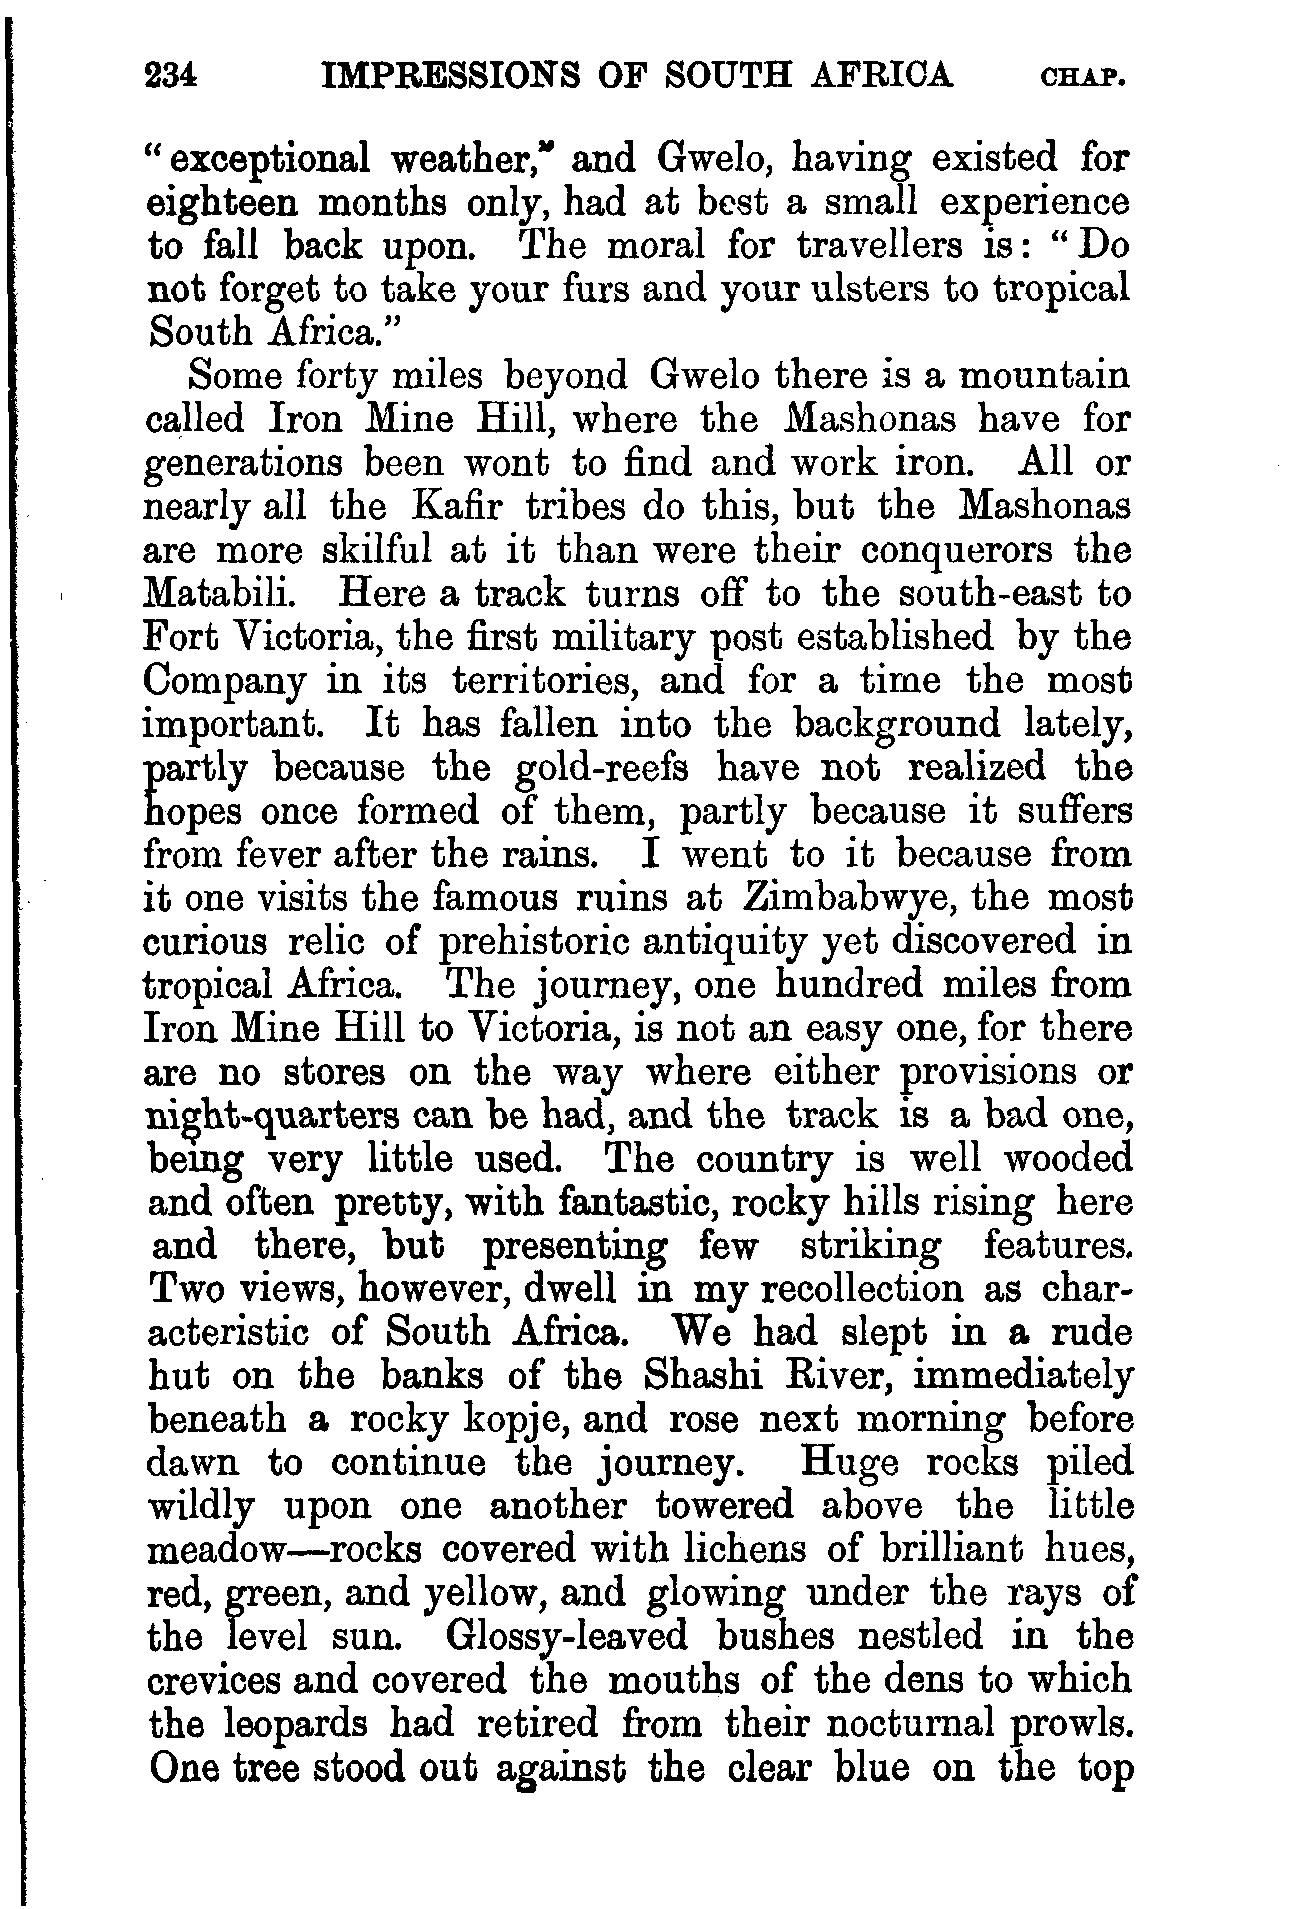 234 IMPRESSIONS OF SOUTH AFRICA CHAP.
“exceptional weather,” and Gwelo, having existed for
eighteen months only, had at best a small experience
to fall back upon. The moral for travellers is: “Do
not forget to take your furs and your ulsters to tropical
South Africa.”
Some forty miles beyond Gwelo there is a mountain
called Iron Mine Hill, where the Mashonas have for
generations been wont to find and work iron. All or
nearly all the Kafir tribes do this, but the Mashonas
are more skilful at it than were their conquerors the
Matabili. Here a track turns off to the south-east to
Fort Victoria, the first military post established by the
Company in its territories, and for a time the most
important. It has fallen into the background lately,
partly because the gold-reefs have not realized the
hopes once formed of them, partly because it suffers
from fever after the rains. I went to it because from
it one visits the famous ruins at Zimbabwye, the most
curious relic of prehistoric antiquity yet discovered in
tropical Africa. The journey, one hundred miles from
Iron Mine Hill to Victoria, is not an easy one, for there
are no stores on the way where either provisions or
night-quarters can be had, and the track is a bad one,
being very little used. The country is well wooded
and often pretty, with fantastic, rocky hills rising here
and there, but presenting few striking features.
Two views, however, dwell in my recollection as char-
acteristic of South Africa. We had slept in a rude
hut on the banks of the Shashi River, immediately
beneath a rocky kopje, and rose next morning before
dawn to continue the journey. Huge rocks piled
wildly upon one another towered above the little
meadow—rocks covered with lichens of brilliant hues,
red, green, and yellow, and glowing under the rays of
the level sun. Glossy-leaved bushes nestled in the
crevices and covered the mouths of the dens to which
the leopards had retired from their nocturnal prowls.
One tree stood out against the clear blue on the top